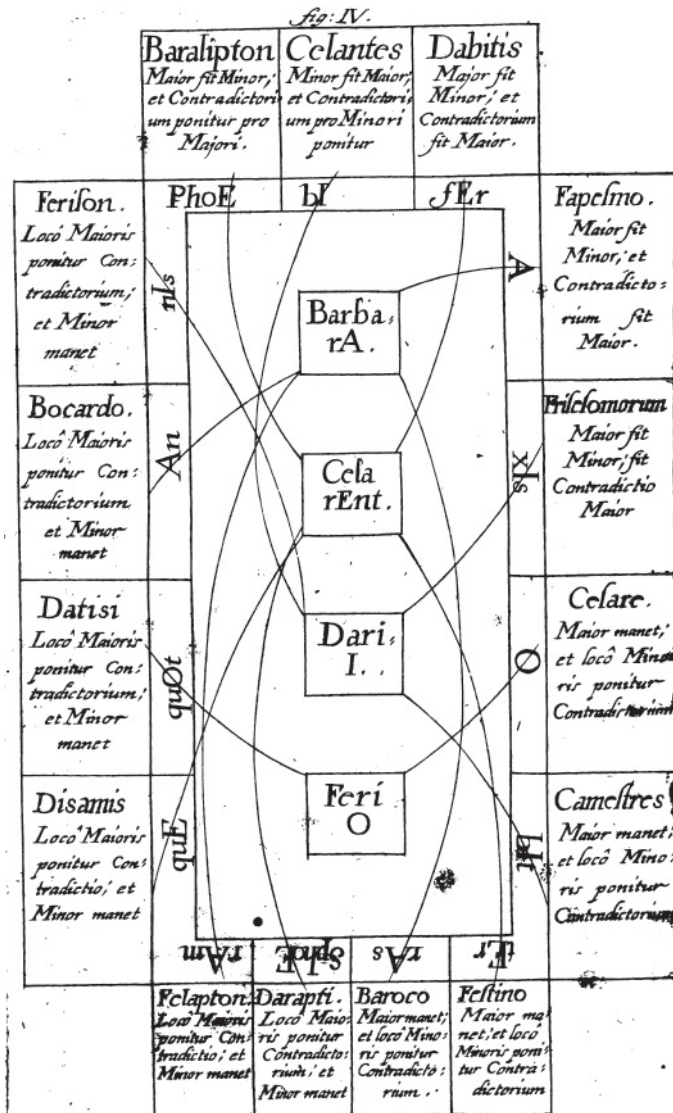 fig: IV.
Baralipton
Maior fit Minor;
et Contradictori
um ponitur pro
Majori.
Celantes
Minor fit Maior;
et Contradictori,
um pro Minori
ponitur
Dabitis
Major fit
Minor; et
Contradictorium
fit Maior.
PhoE
bI
ſEr
Feriſon.
Locô Maioris
ponitur Con:
tradictorium;
et Minor
manet
nIs
Bocardo.
Locô Maioris
ponitur Con:
tradictorium
et Minor
manet
An
Datisi
Locô Maioris
ponitur Con:
tradictorium;
et Minor
manet
quOt
Disamis
Locô Maioris
ponitur Con:
tradictio; et
Minor manet
quE
Barba:
rA.
Cela
rEnt.
Dari:
I.
Feri
O
A
Fapeſmo.
Maior fit
Minor; et
Contradicto:
rium fit
Maior.
xIs
Friſeſomorum
Maior fit
Minor; fit
Contradictio
Maior
O
Ceſare.
Maior manet;
et locô Mino
ris ponitur
Contradictorium
Cameſtres
Maior manet;
et locô Mino:
ris ponitur
Contradictorium
rAm
rAs
tEr
Felapton.
Locô Maioris
ponitur Con:
tradictio; et
Minor manet
Darapti.
Locô Maio:
ris ponitur
Contradicto:
rium; et
Minor manet
Baroco
Maior manet;
et locô Mino:
ris ponitur
Contradicto:
rium.
Feſtino
Maior ma
net; et locô
Minoris poni:
tur Contra:
dictorium